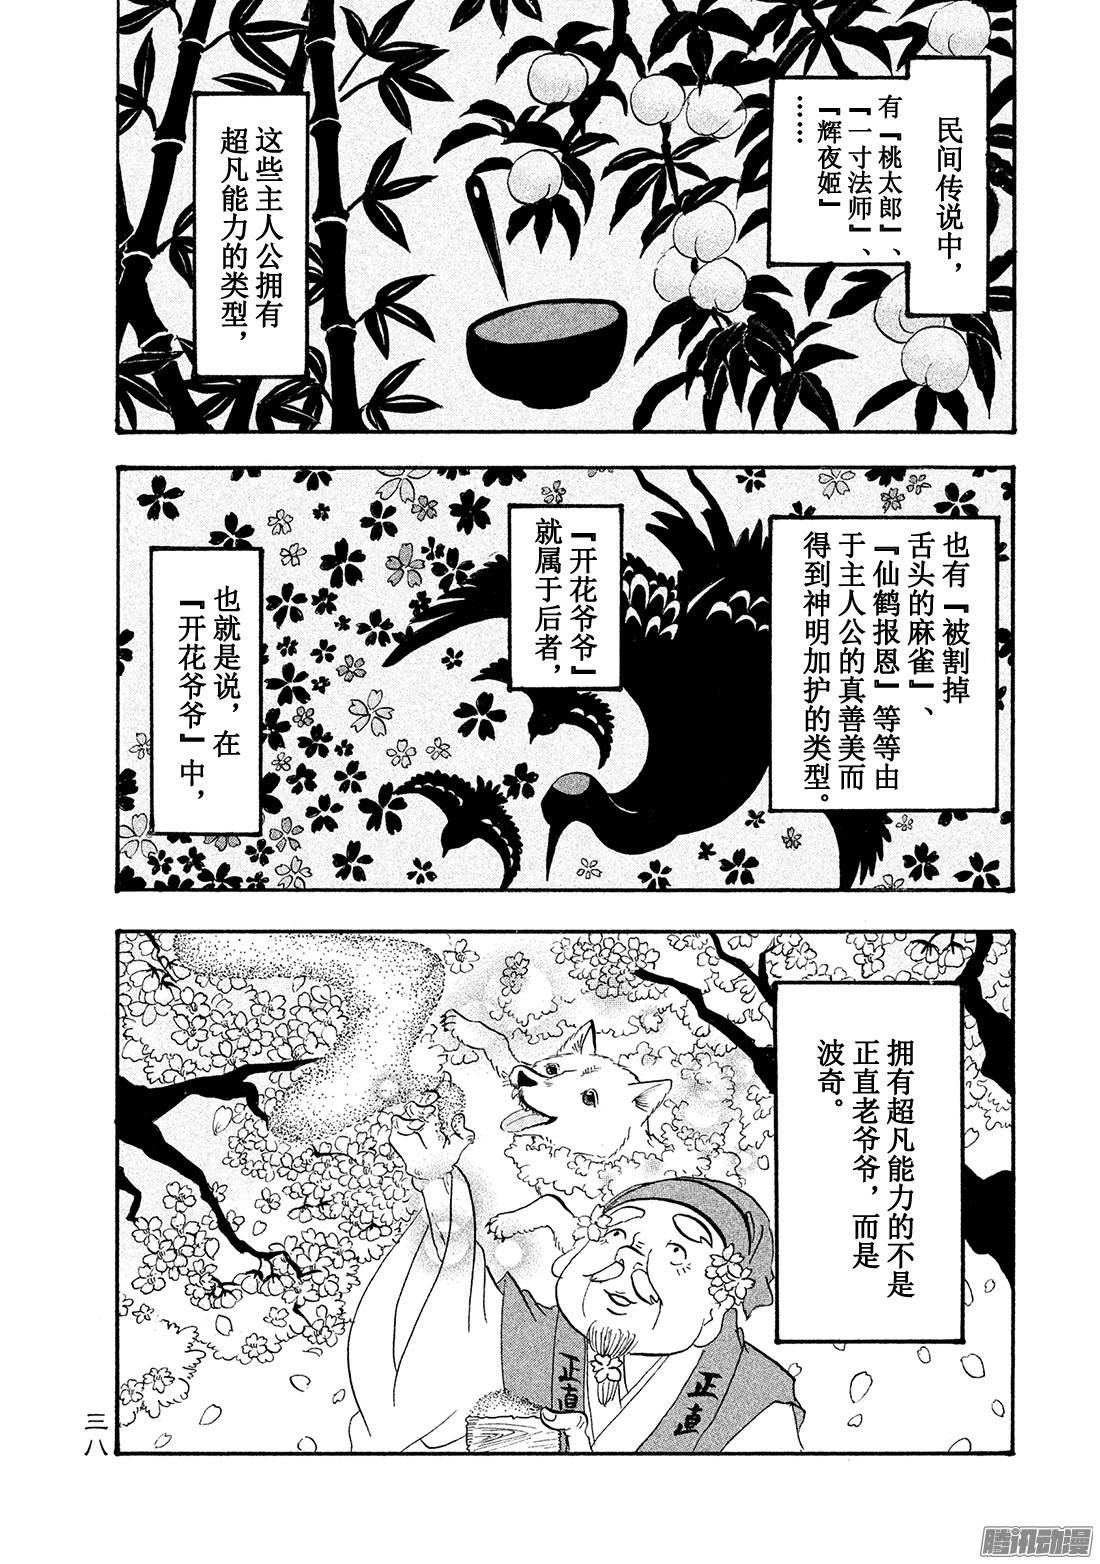 民间传说中，
有『桃太郎』、
『一寸法师』、
『辉夜姬』
……
这些主人公拥有
超凡能力的类型，
也有『被割掉
舌头的麻雀』、
『仙鹤报恩』等等由
于主人公的真善美而
得到神明加护的类型。
『开花爷爷』
就属于后者，
也就是说，在
『开花爷爷』中，
拥有超凡能力的不是
正直老爷爷，而是
波奇。
正直
正直
三八
腾讯动漫